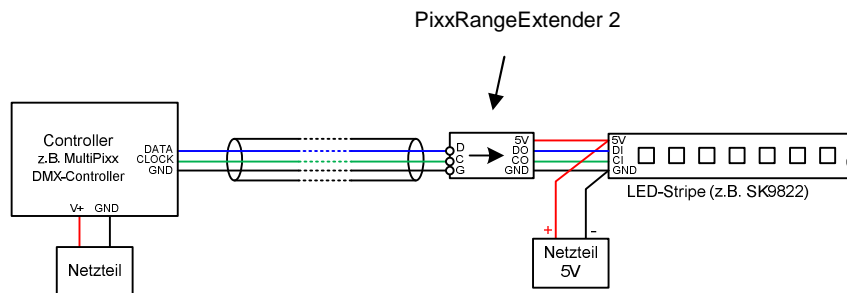 PixxRangeExtender 2
Controller
z.B. MultiPixx
DMX-Controller
DATA
CLOCK
GND
V+ GND
Netzteil
D
C
G
5V
DO
CO
GND
5V
DI
CI
GND
LED-Stripe (z.B. SK9822)
+ -
Netzteil
5V